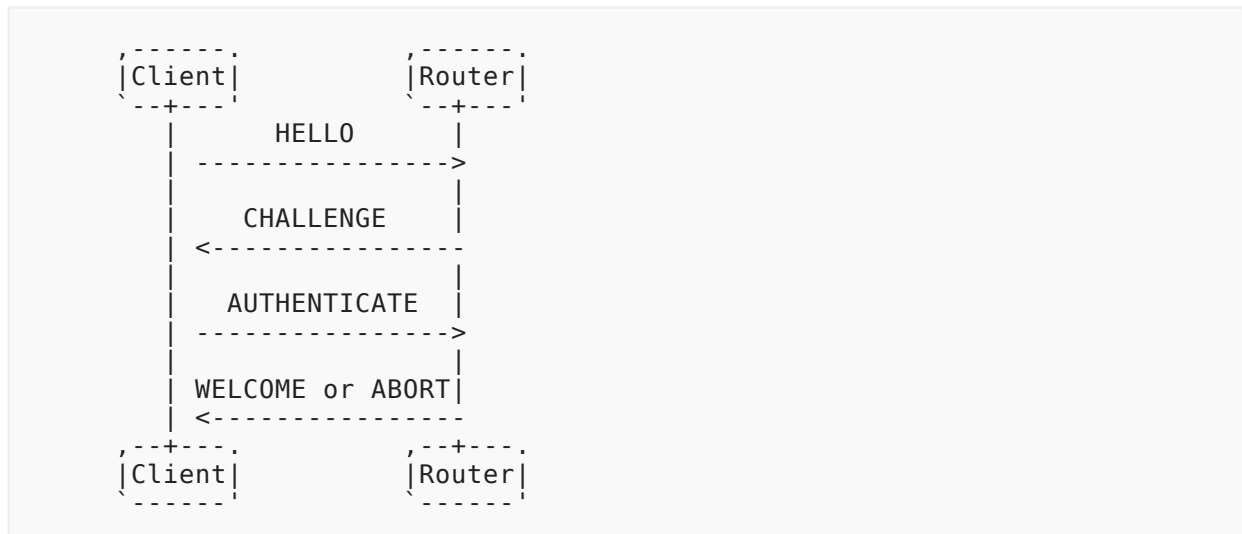 Client Router
HELLO
CHALLENGE
AUTHENTICATE
WELCOME or ABORT
Client Router